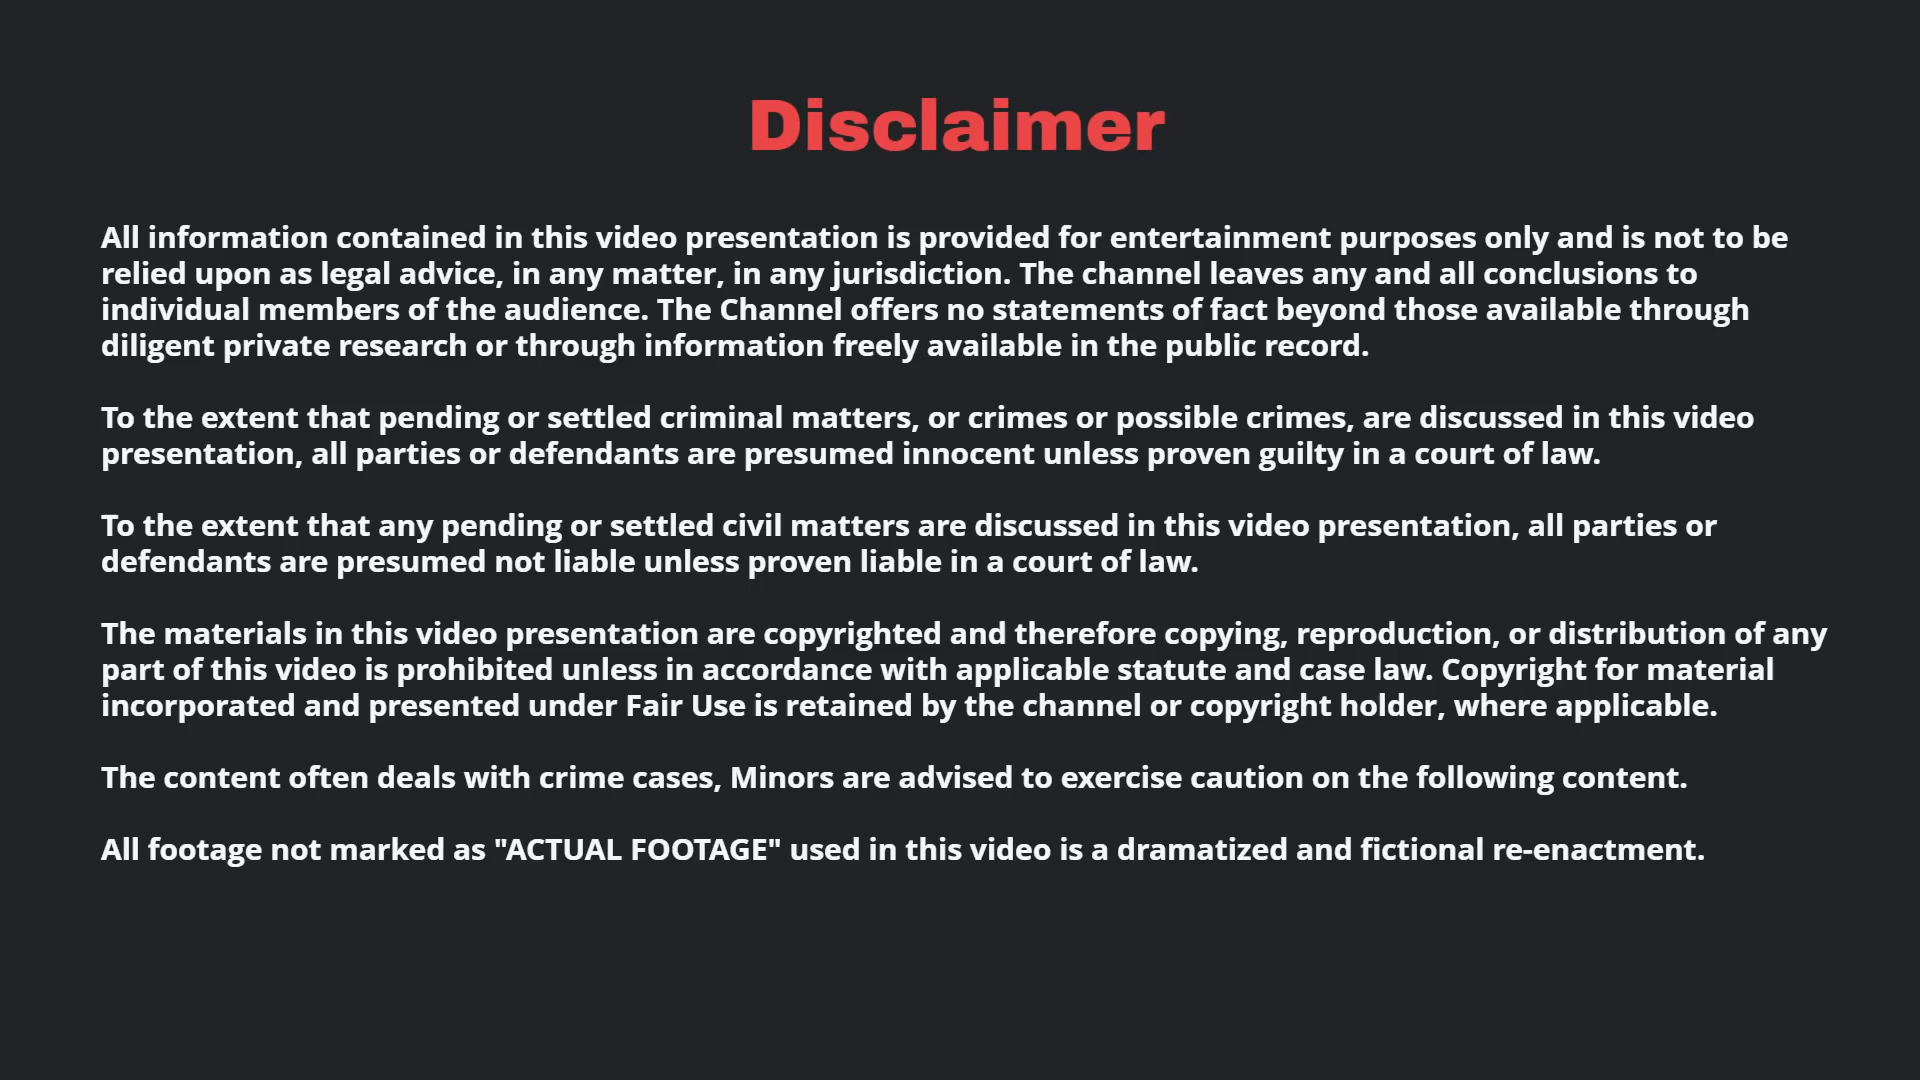 Disclaimer
All information contained in this video presentation is provided for entertainment purposes only and is not to be
relied upon as legal advice, in any matter, in any jurisdiction. The channel leaves any and all conclusions to
individual members of the audience. The Channel offers no statements of fact beyond those available through
diligent private research or through information freely available in the public record.
To the extent that pending or settled criminal matters, or crimes or possible crimes, are discussed in this video
presentation, all parties or defendants are presumed innocent unless proven guilty in a court of law.
To the extent that any pending or settled civil matters are discussed in this video presentation, all parties or
defendants are presumed not liable unless proven liable in a court of law.
The materials in this video presentation are copyrighted and therefore copying, reproduction, or distribution of any
part of this video is prohibited unless in accordance with applicable statute and case law. Copyright for material
incorporated and presented under Fair Use is retained by the channel or copyright holder, where applicable.
The content often deals with crime cases, Minors are advised to exercise caution on the following content.
All footage not marked as "ACTUAL FOOTAGE" used in this video is a dramatized and fictional re-enactment.